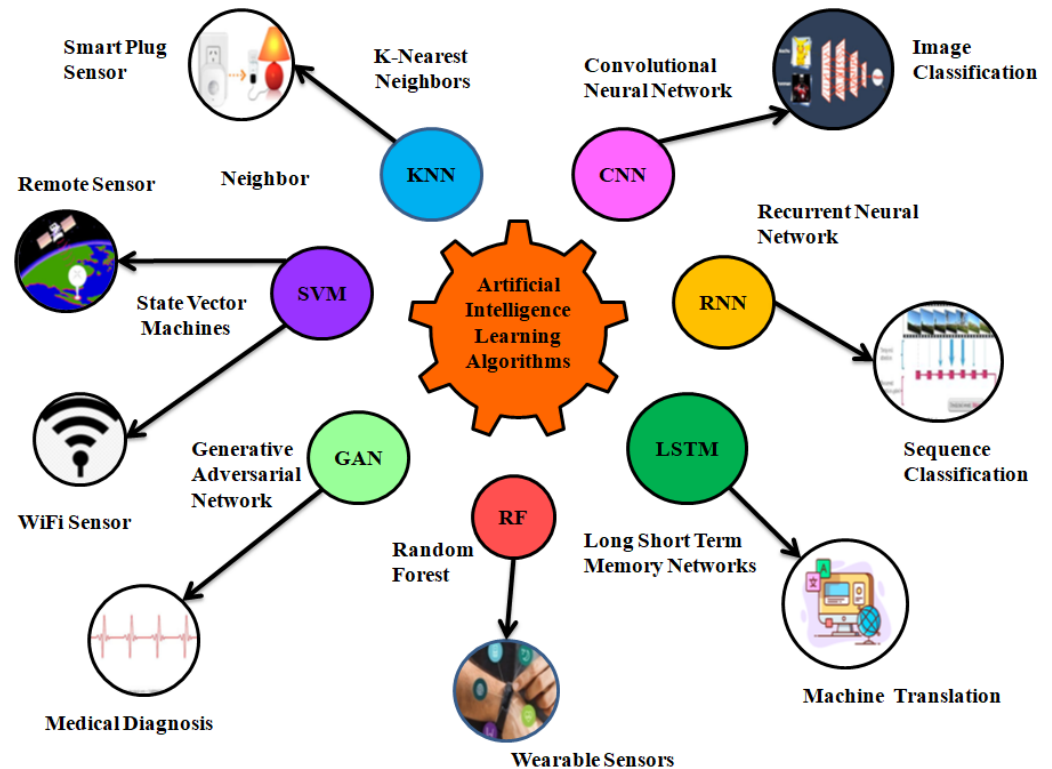 Smart Plug
Sensor
K-Nearest
Neighbors
KNN
Convolutional
Neural Network
CNN
Image
Classification
Remote Sensor
Neighbor
SVM
State Vector
Machines
WiFi Sensor
Artificial
Intelligence
Learning
Algorithms
Recurrent Neural
Network
RNN
Sequence
Classification
Generative
Adversarial
Network
GAN
Medical Diagnosis
RF
Random
Forest
Wearable Sensors
LSTM
Long Short Term
Memory Networks
A
Machine Translation